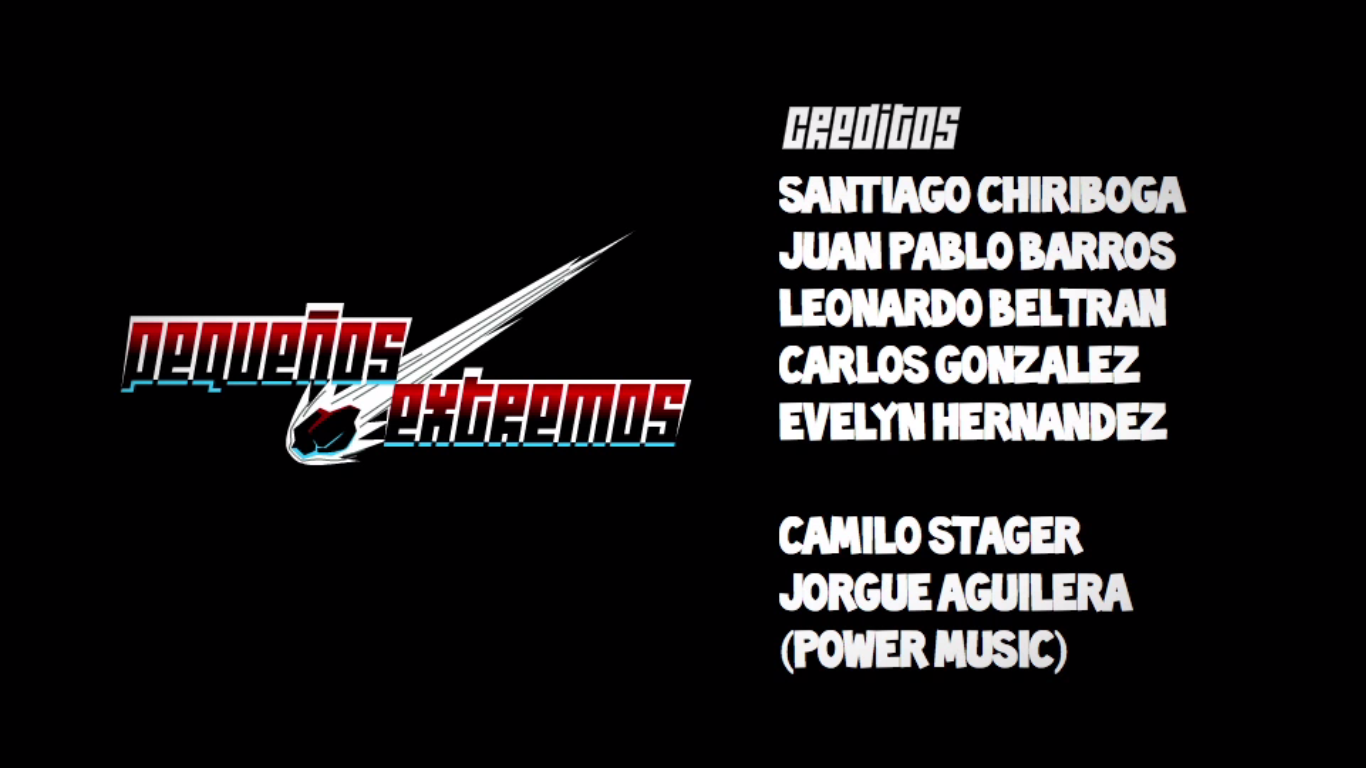 pequeños
extremos
creditos
SANTIAGO CHIRIBOGA
JUAN PABLO BARROS
LEONARDO BELTRAN
CARLOS GONZALEZ
EVELYN HERNANDEZ
CAMILO STAGER
JORGUE AGUILERA
(POWER MUSIC)